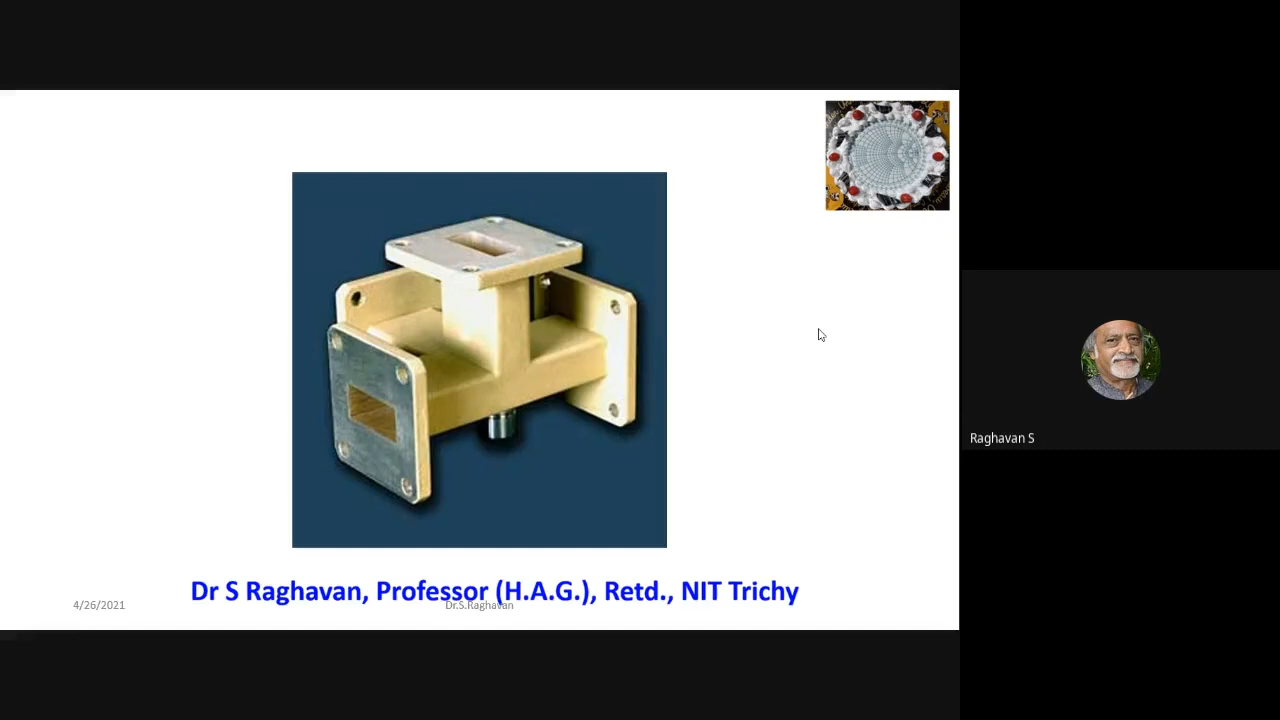 Dr S Raghavan, Professor (H.A.G.), Retd., NIT Trichy
4/26/2021
Dr.S.Raghavan
Raghavan S